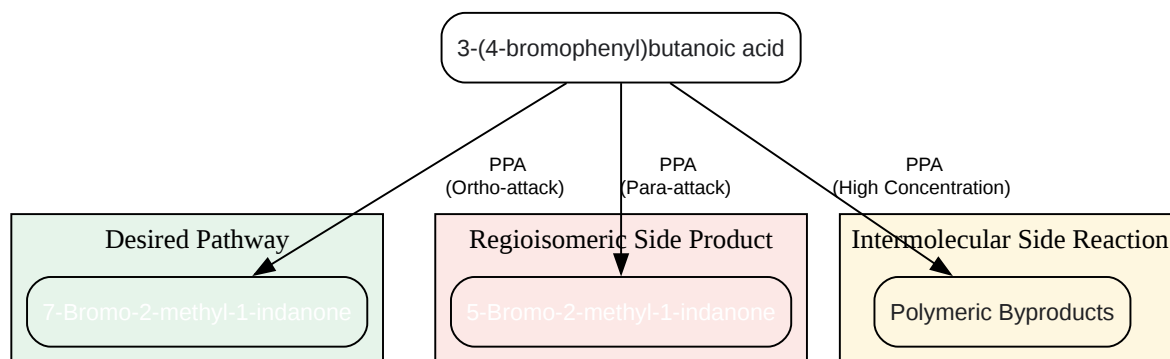 3-(4-bromophenyl)butanoic acid
PPA
(Ortho-attack)
PPA
(Para-attack)
PPA
(High Concentration)
Desired Pathway
7-Bromo-2-methyl-1-indanone
Regioisomeric Side Product
5-Bromo-2-methyl-1-indanone
Intermolecular Side Reaction
Polymeric Byproducts